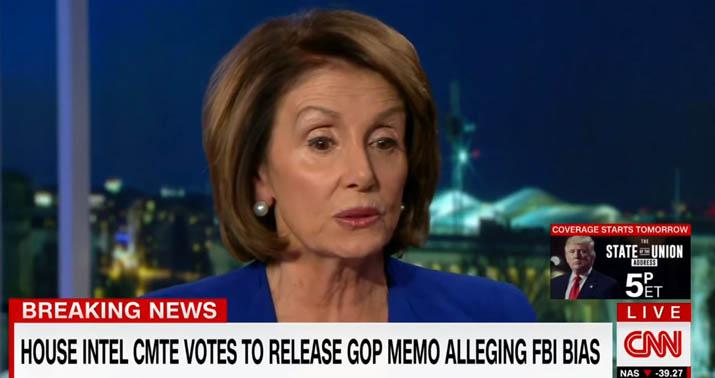 COVERAGE STARTS TOMORROW
THE
STATE OF THE UNION
ADDRESS
5P
ET
BREAKING NEWS
LIVE
HOUSE INTEL CMTE VOTES TO RELEASE GOP MEMO ALLEGING FBI BIAS
CNN
NAS ▼ -39.27